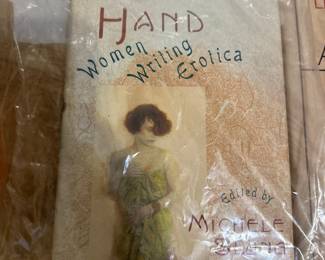 HAND
Women
Writing
Erotica
Edited by
MICHELE